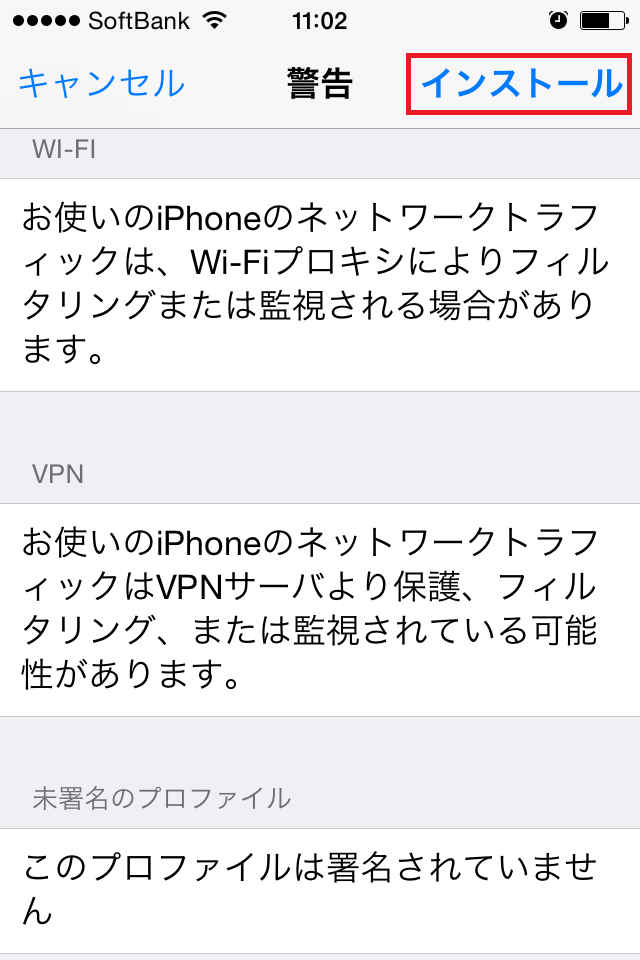 SoftBank 11:02
キャンセル 警告 インストール
WI-FI
お使いのiPhoneのネットワークトラフ
ィックは、Wi-Fiプロキシによりフィル
タリングまたは監視される場合があり
ます。
VPN
お使いのiPhoneのネットワークトラフ
ィックはVPNサーバより保護、フィル
タリング、または監視されている可能
性があります。
未署名のプロファイル
このプロファイルは署名されていませ
ん